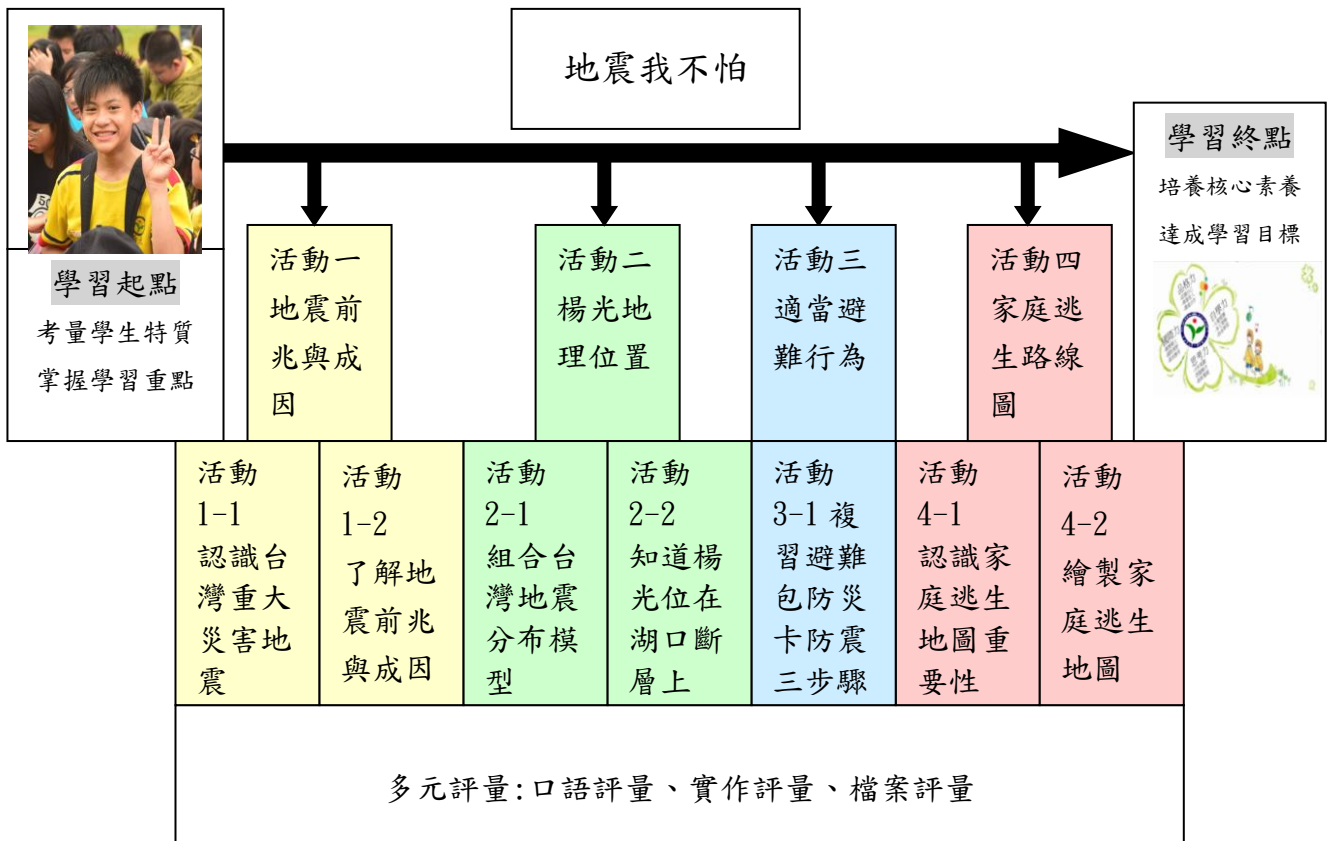 地震我不怕
學習起點
考量學生特質
掌握學習重點
學習終點
培養核心素養
達成學習目標
活動一
地震前
兆與成
因
活動二
楊光地
理位置
活動三
適當避
難行為
活動四
家庭逃
生路線
圖
活動
1-1
認識台
灣重大
災害地
震
活動
1-2
了解地
震前兆
與成因
活動
2-1
組合台
灣地震
分布模
型
活動
2-2
知道楊
光位在
湖口斷
層上
活動
3-1 複
習避難
包防災
卡防震
三步驟
活動
4-1
認識家
庭逃生
地圖重
要性
活動
4-2
繪製家
庭逃生
地圖
多元評量:口語評量、實作評量、檔案評量